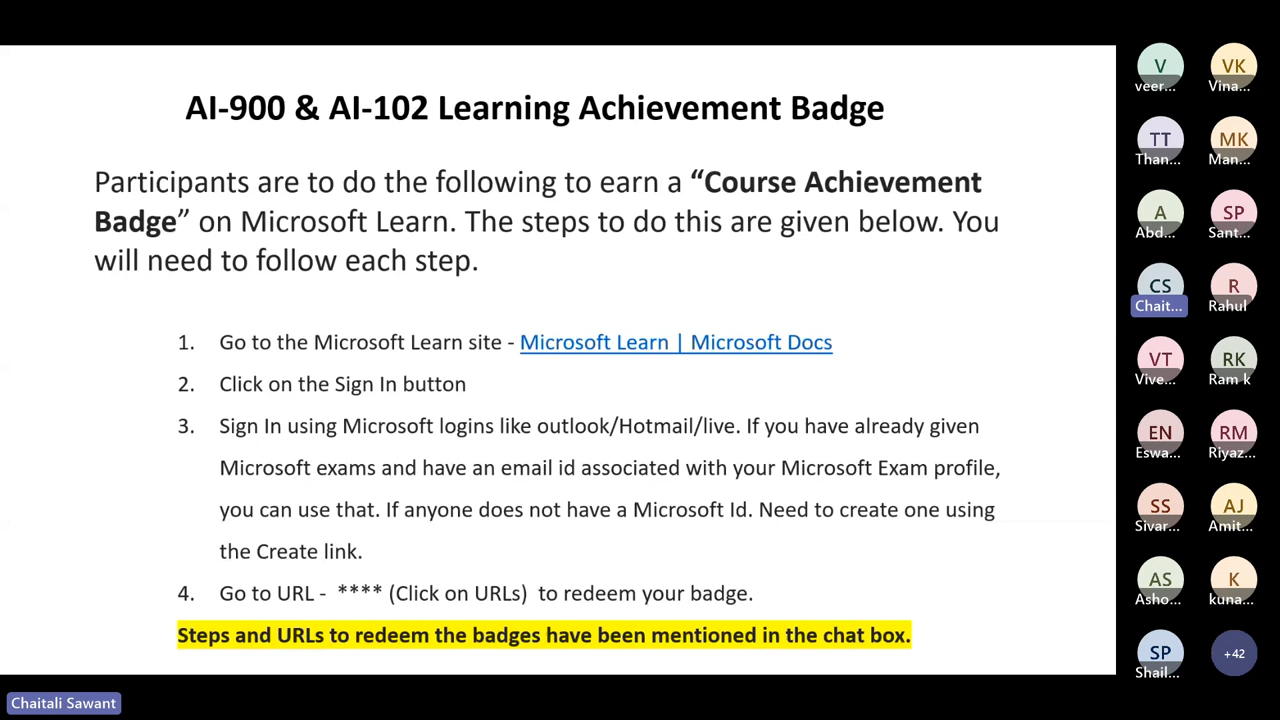 AI-900 & AI-102 Learning Achievement Badge
Participants are to do the following to earn a “Course Achievement
Badge” on Microsoft Learn. The steps to do this are given below. You
will need to follow each step.
1. Go to the Microsoft Learn site - Microsoft Learn | Microsoft Docs
2. Click on the Sign In button
3. Sign In using Microsoft logins like outlook/Hotmail/live. If you have already given
Microsoft exams and have an email id associated with your Microsoft Exam profile,
you can use that. If anyone does not have a Microsoft Id. Need to create one using
the Create link.
4. Go to URL - **** (Click on URLs) to redeem your badge.
Steps and URLs to redeem the badges have been mentioned in the chat box.
Chaitali Sawant
V VK
veer... Vina...
TT MK
Than... Man...
A SP
Abd... Sant...
CS R
Chait... Rahul
VT RK
Vive... Ram k
EN RM
Eswa... Riyaz...
SS AJ
Sivar... Amit...
AS K
Asho... kuna...
SP +42
Shail...